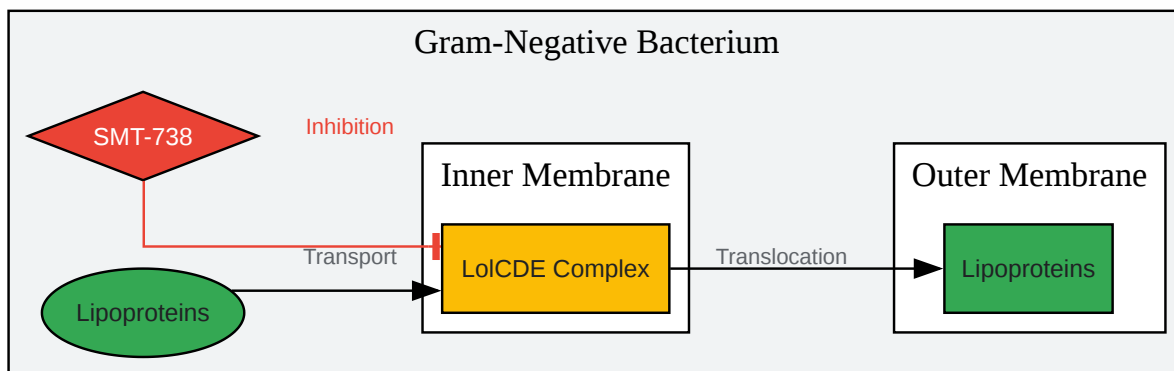 Gram-Negative Bacterium
SMT-738
Inhibition
Inner Membrane
Outer Membrane
Transport
LolCDE Complex
Translocation
Lipoproteins
Lipoproteins